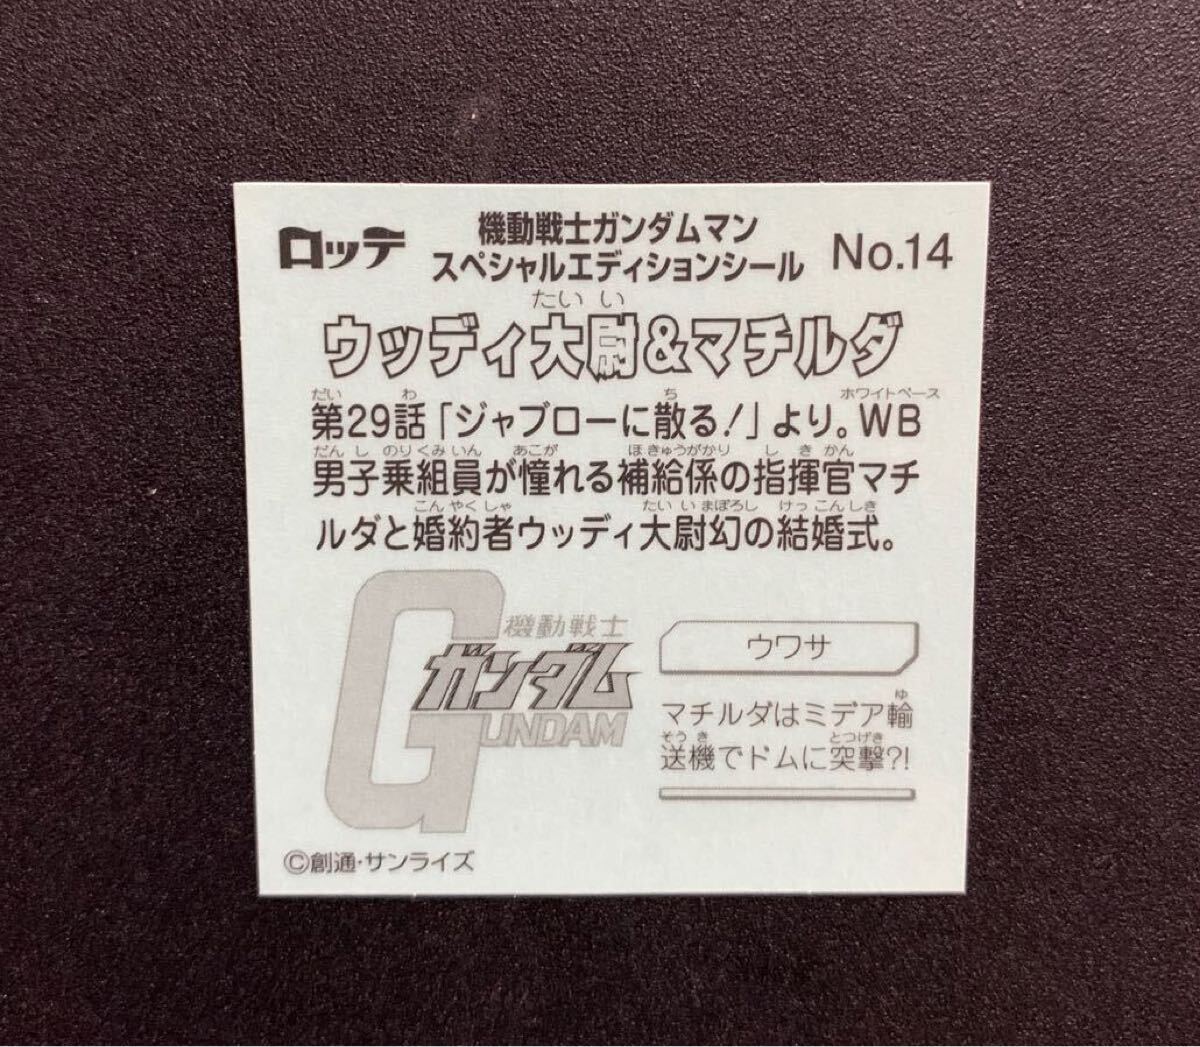 ロッテ
機動戦士ガンダムマン
スペシャルエディションシール
No.14
たいい
ウッディ大尉&マチルダ
だい わ ち ホワイトベース
第29話「ジャブローに散る!」より。WB
だんし のりくみいん あこが ほきゅうがかり しきかん
男子乗組員が憧れる補給係の指揮官マチ
こんやくしゃ たいいまぼろし けっこんしき
ルダと婚約者ウッディ大尉幻の結婚式。
機動戦士
ガンダム
GUNDAM
ウワサ
ゆ
マチルダはミデア輸
そうき とつげき
送機でドムに突撃?!
©創通・サンライズ